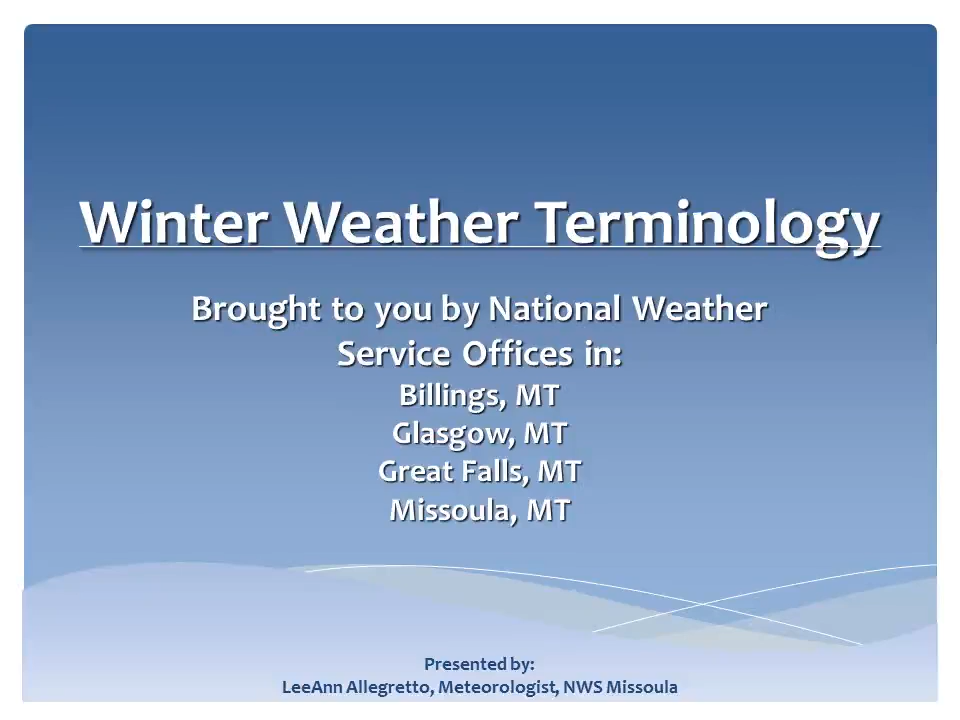 Winter Weather Terminology
Brought to you by National Weather
Service Offices in:
Billings, MT
Glasgow, MT
Great Falls, MT
Missoula, MT
Presented by:
LeeAnn Allegretto, Meteorologist, NWS Missoula